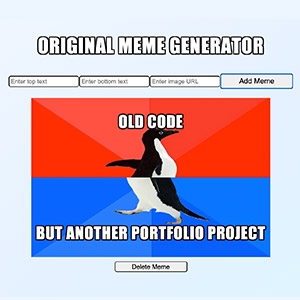 ORIGINAL MEME GENERATOR
Enter top text Enter bottom text Enter image URL Add Meme
OLD CODE
BUT ANOTHER PORTFOLIO PROJECT
Delete Meme